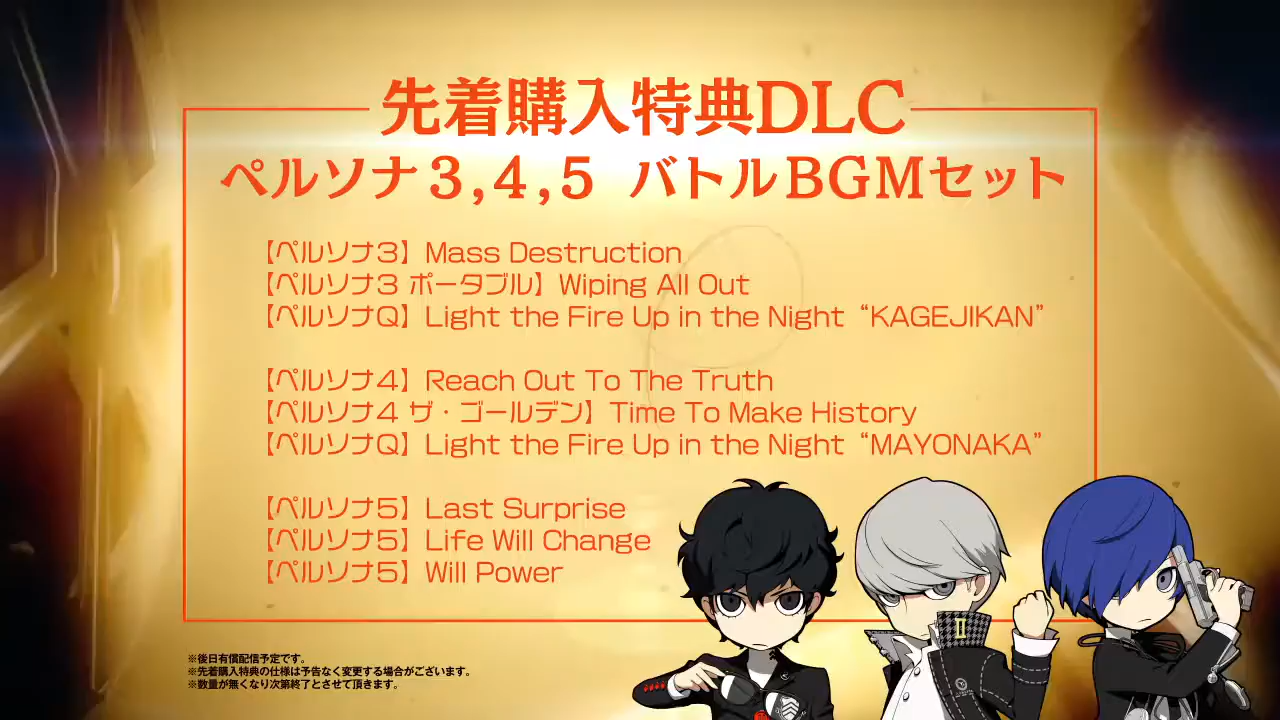 先着購入特典DLC
ペルソナ3,4,5 バトルBGMセット
【ペルソナ3】Mass Destruction
【ペルソナ3 ポータブル】Wiping All Out
【ペルソナQ】Light the Fire Up in the Night “KAGEJIKAN”
【ペルソナ4】Reach Out To The Truth
【ペルソナ4 ザ・ゴールデン】Time To Make History
【ペルソナQ】Light the Fire Up in the Night “MAYONAKA”
【ペルソナ5】Last Surprise
【ペルソナ5】Life Will Change
【ペルソナ5】Will Power
※後日有償配信予定です。
※先着購入特典の仕様は予告なく変更する場合がございます。
※数量が無くなり次第終了とさせて頂きます。
II